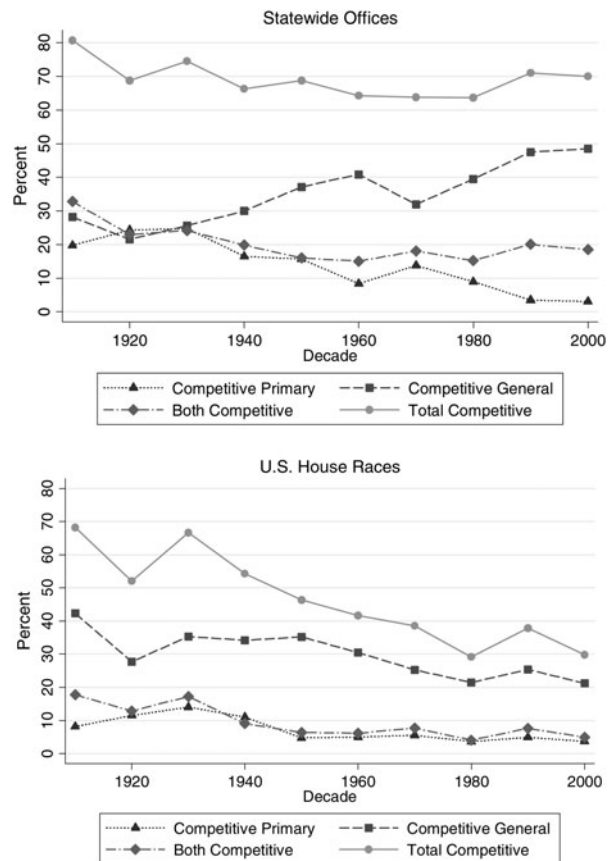 Statewide Offices
80
70
60
50
40
30
20
10
0
Percent
1920 1940 1960 1980 2000
Decade
Competitive Primary Competitive General
Both Competitive Total Competitive
U.S. House Races
80
70
60
50
40
30
20
10
0
Percent
1920 1940 1960 1980 2000
Decade
Competitive Primary Competitive General
Both Competitive Total Competitive